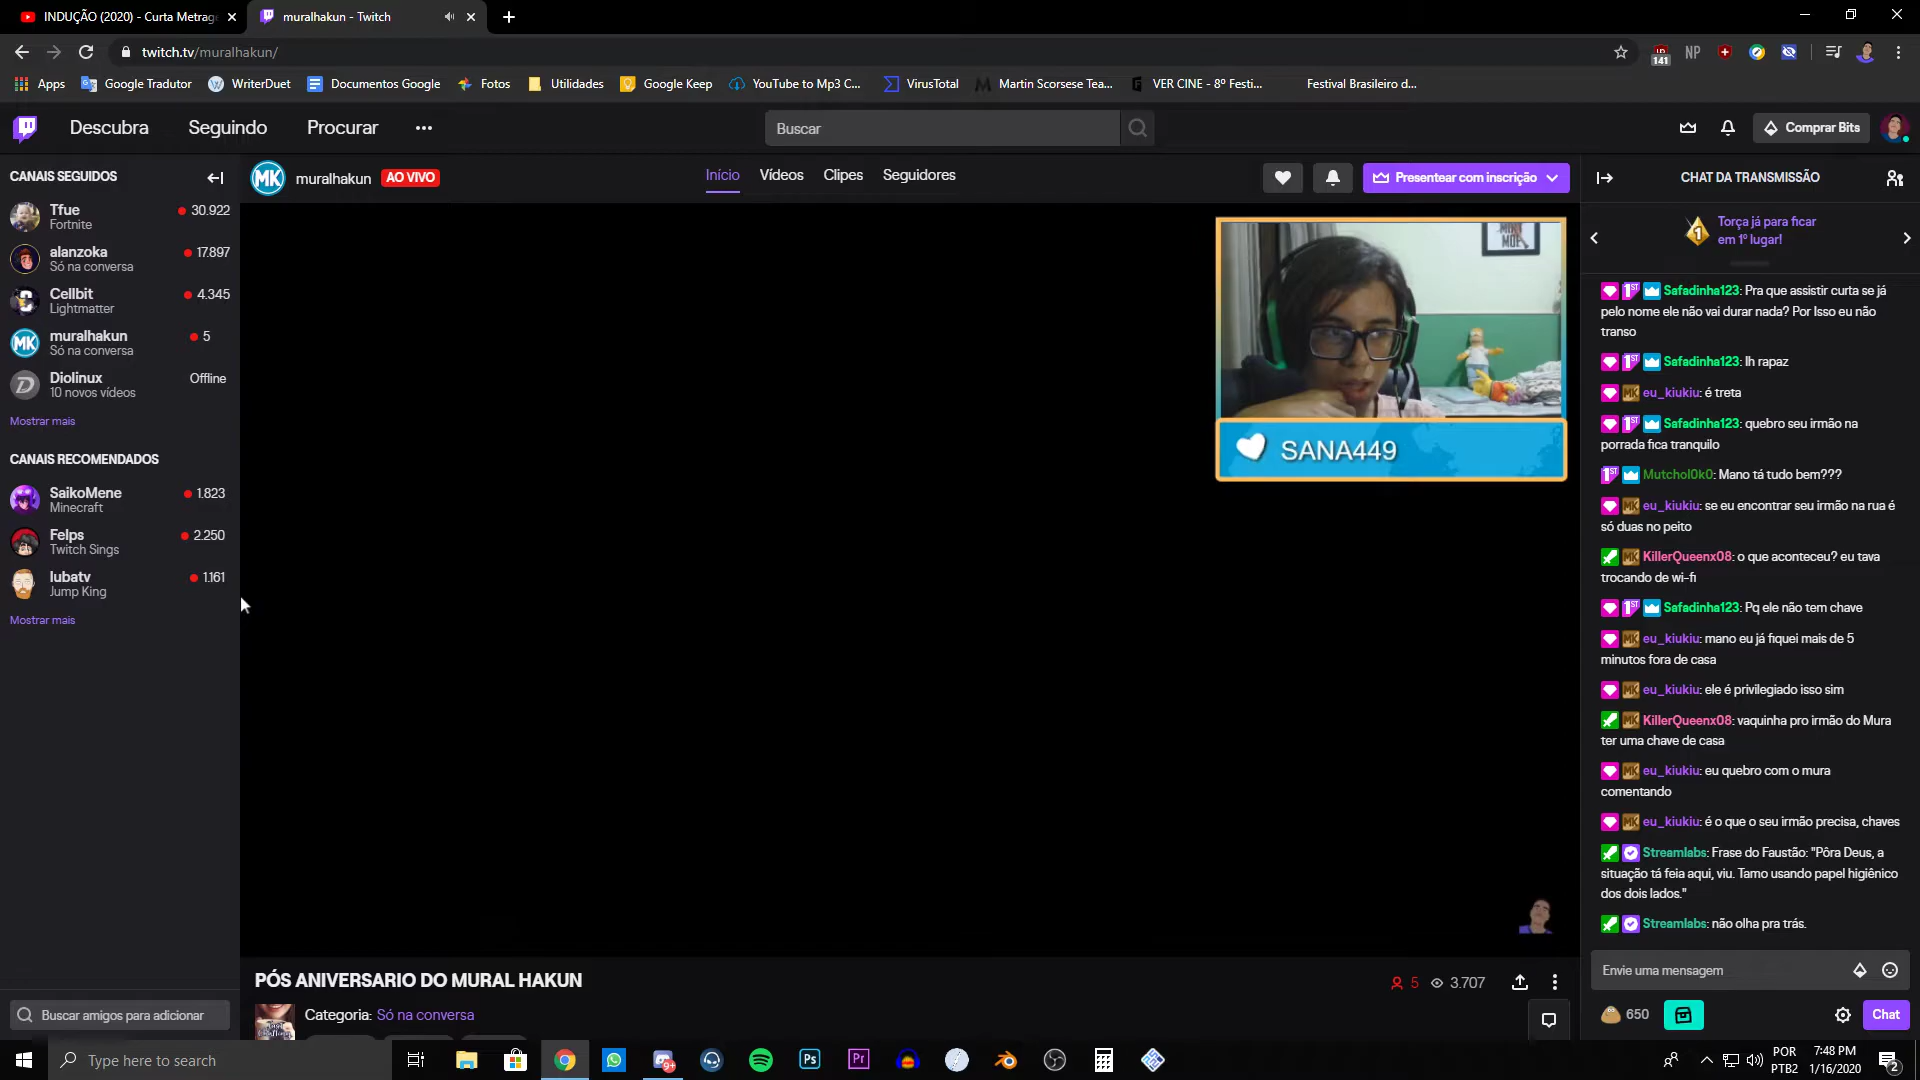 INDUÇÃO (2020) - Curta Metrage
muralhakun - Twitch
twitch.tv/muralhakun/
141
NP
Apps
Google Tradutor
WriterDuet
Documentos Google
Fotos
Utilidades
Google Keep
YouTube to Mp3 C...
VirusTotal
Martin Scorsese Tea...
VER CINE - 8º Festi...
Festival Brasileiro d...
Descubra
Seguindo
Procurar
Buscar
Comprar Bits
CANAIS SEGUIDOS
Tfue
30.922
Fortnite
alanzoka
17.897
Só na conversa
Cellbit
4.345
Lightmatter
MK
muralhakun
5
Só na conversa
Diolinux
Offline
10 novos vídeos
Mostrar mais
CANAIS RECOMENDADOS
SaikoMene
1.823
Minecraft
Felps
2.250
Twitch Sings
lubatv
1.161
Jump King
Mostrar mais
Buscar amigos para adicionar
MK
muralhakun
AO VIVO
Início
Vídeos
Clipes
Seguidores
Presentear com inscrição
SANA449
PÓS ANIVERSARIO DO MURAL HAKUN
5
3.707
Categoria: Só na conversa
CHAT DA TRANSMISSÃO
1
Torça já para ficar
em 1º lugar!
Safadinha123: Pra que assistir curta se já
pelo nome ele não vai durar nada? Por Isso eu não
transo
Safadinha123: Ih rapaz
eu_kiukiu: é treta
Safadinha123: quebro seu irmão na
porrada fica tranquilo
Mutchol0k0: Mano tá tudo bem???
eu_kiukiu: se eu encontrar seu irmão na rua é
só duas no peito
KillerQueenx08: o que aconteceu? eu tava
trocando de wi-fi
Safadinha123: Pq ele não tem chave
eu_kiukiu: mano eu já fiquei mais de 5
minutos fora de casa
eu_kiukiu: ele é privilegiado isso sim
KillerQueenx08: vaquinha pro irmão do Mura
ter uma chave de casa
eu_kiukiu: eu quebro com o mura
comentando
eu_kiukiu: é o que o seu irmão precisa, chaves
Streamlabs: Frase do Faustão: "Pôra Deus, a
situação tá feia aqui, viu. Tamo usando papel higiênico
dos dois lados."
Streamlabs: não olha pra trás.
Envie uma mensagem
650
Chat
Type here to search
9+
Ps
Pr
POR
PTB2
7:48 PM
1/16/2020
2